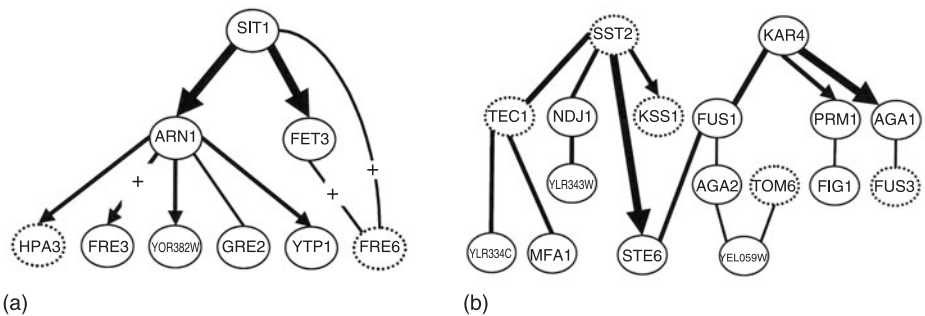 SIT1
ARN1
FET3
+
+
+
HPA3
FRE3
YOR382W
GRE2
YTP1
FRE6
(a)
SST2
KAR4
TEC1
NDJ1
KSS1
FUS1
PRM1
AGA1
YLR343W
AGA2
TOM6
FIG1
FUS3
YLR334C
MFA1
STE6
YEL059W
(b)